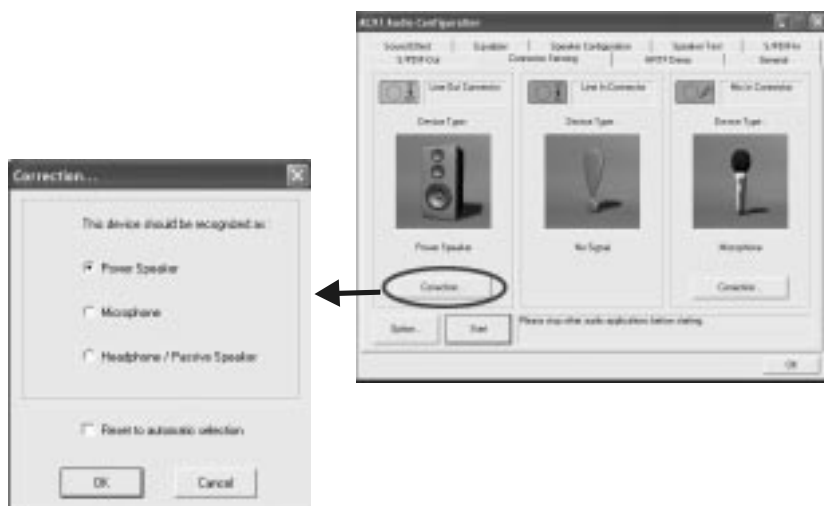 AC97 Audio Configuration
Sound Effect Equalizer Speaker Configuration Speaker Test S/PDIF-In
S/PDIF-Out Connector Sensing HRTF Demo General
Line Out Connector Line In Connector Mic In Connector
Device Type: Device Type: Device Type:
Power Speaker No Signal Microphone
Correction... Correction...
Option... Start Please stop other audio applications before starting.
OK
Correction...
This device should be recognized as:
Power Speaker
Microphone
Headphone / Passive Speaker
Reset to automatic selection
OK Cancel